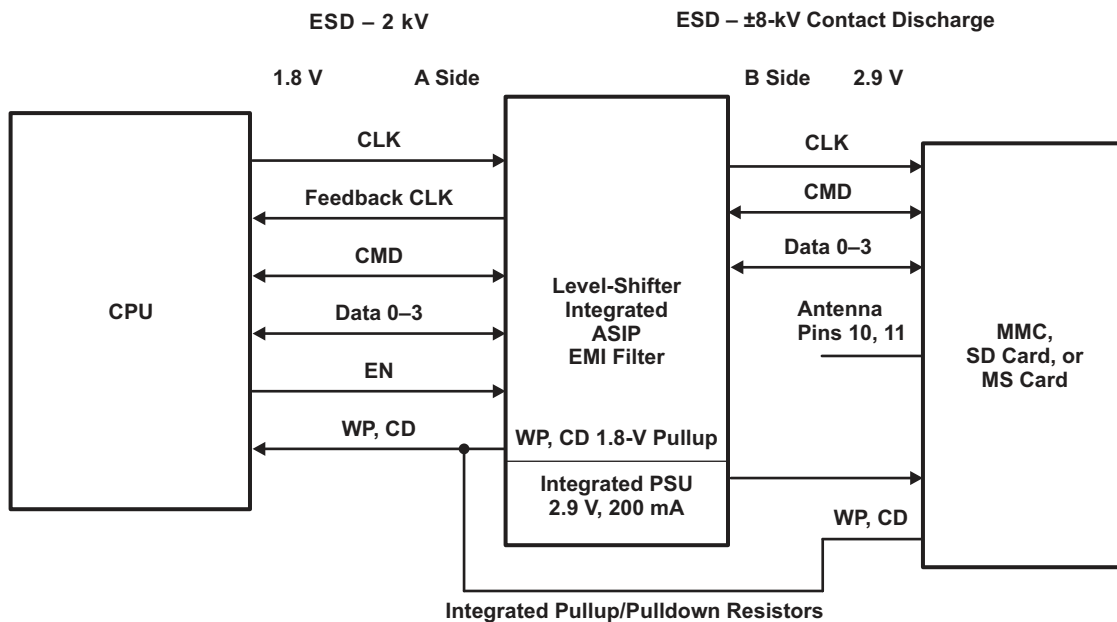 ESD – 2 kV
ESD – ±8-kV Contact Discharge
1.8 V
A Side
B Side
2.9 V
CLK
Feedback CLK
CMD
Data 0–3
EN
WP, CD
CPU
Level-Shifter
Integrated
ASIP
EMI Filter
WP, CD 1.8-V Pullup
Integrated PSU
2.9 V, 200 mA
CLK
CMD
Data 0–3
Antenna
Pins 10, 11
WP, CD
MMC,
SD Card, or
MS Card
Integrated Pullup/Pulldown Resistors